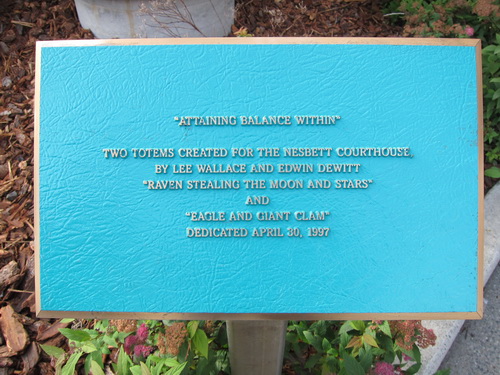 "ATTAINING BALANCE WITHIN"
TWO TOTEMS CREATED FOR THE NESBETT COURTHOUSE,
BY LEE WALLACE AND EDWIN DEWITT
"RAVEN STEALING THE MOON AND STARS"
AND
"EAGLE AND GIANT CLAM"
DEDICATED APRIL 30, 1997